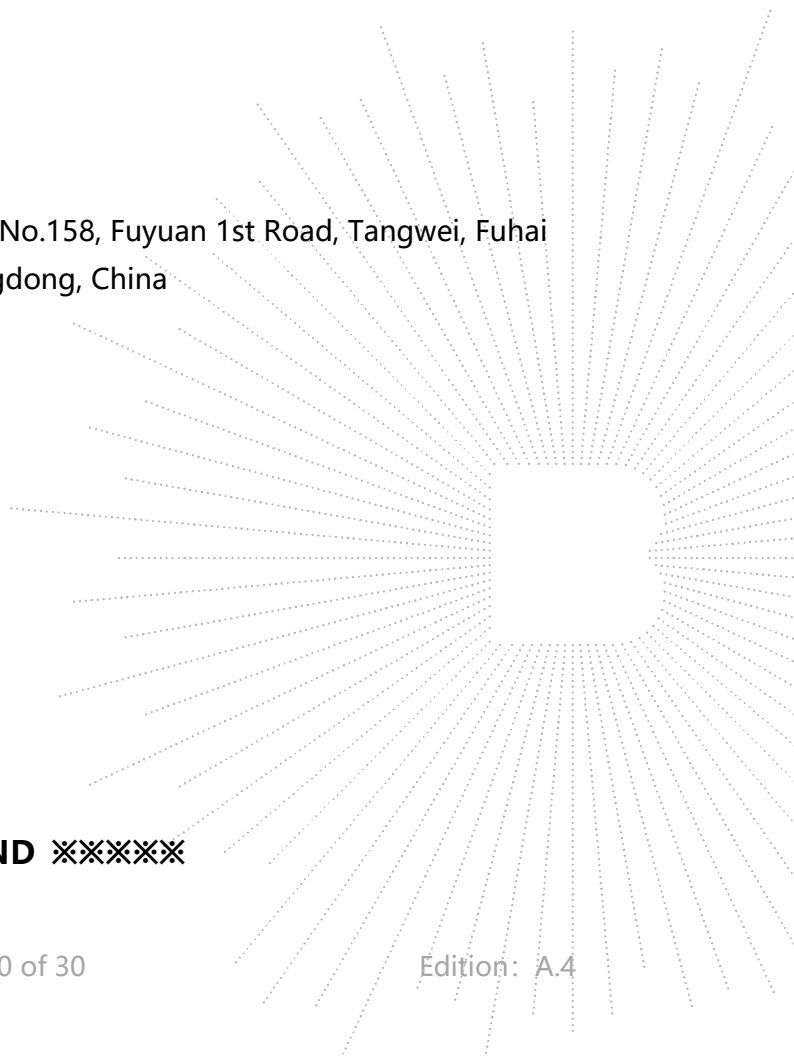 No.158, Fuyuan 1st Road, Tangwei, Fuhai
gdong, China
ND ※※※※※
0 of 30 Edition：A.4